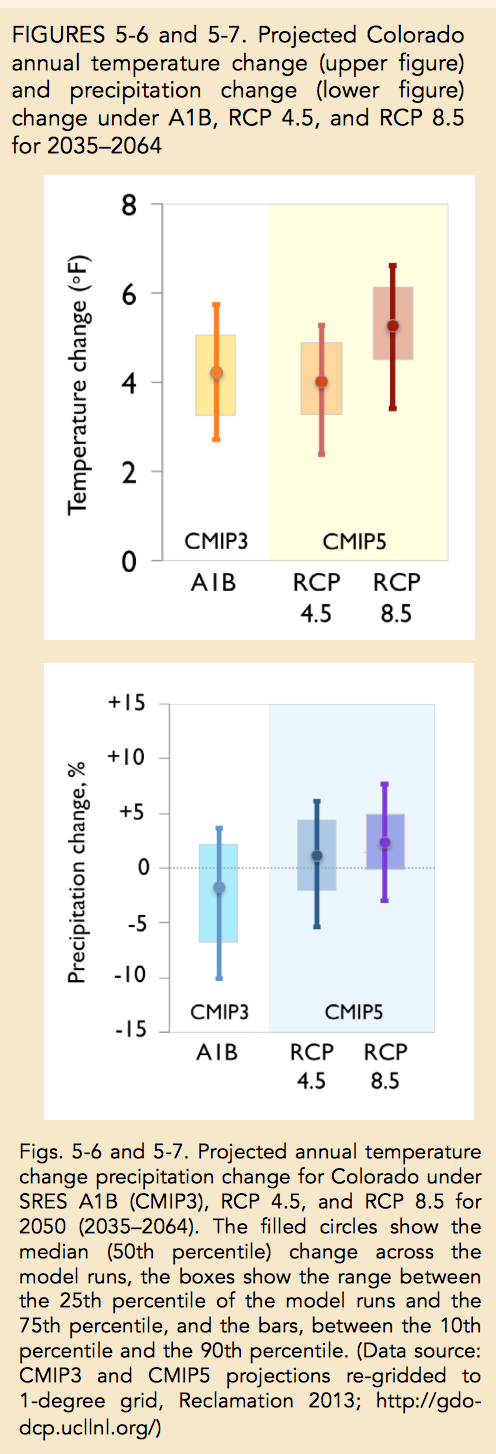 FIGURES 5-6 and 5-7. Projected Colorado
annual temperature change (upper figure)
and precipitation change (lower figure)
change under A1B, RCP 4.5, and RCP 8.5
for 2035–2064
8
6
4
2
0
Temperature change (°F)
CMIP3
CMIP5
A1B
RCP
4.5
RCP
8.5
+15
+10
+5
0
-5
-10
-15
Precipitation change, %
CMIP3
CMIP5
A1B
RCP
4.5
RCP
8.5
Figs. 5-6 and 5-7. Projected annual temperature
change precipitation change for Colorado under
SRES A1B (CMIP3), RCP 4.5, and RCP 8.5 for
2050 (2035–2064). The filled circles show the
median (50th percentile) change across the
model runs, the boxes show the range between
the 25th percentile of the model runs and the
75th percentile, and the bars, between the 10th
percentile and the 90th percentile. (Data source:
CMIP3 and CMIP5 projections re-gridded to
1-degree grid, Reclamation 2013; http://gdo-
dcp.ucllnl.org/)